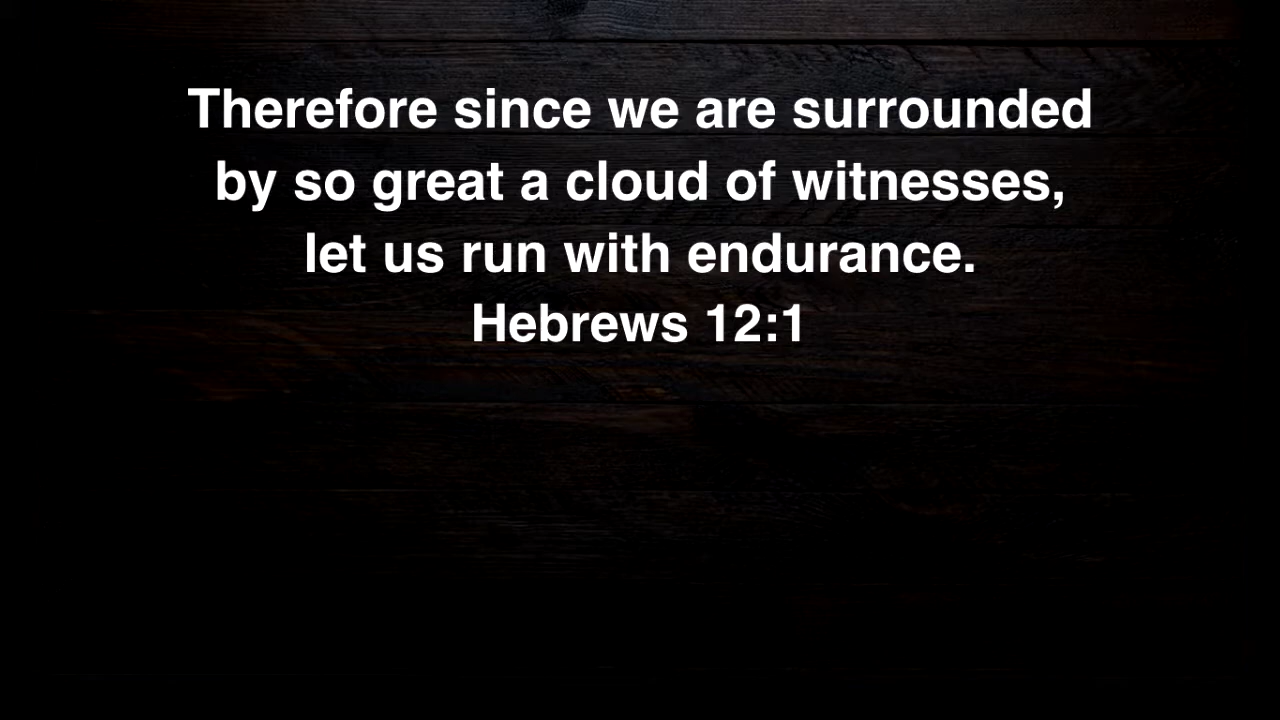 Therefore since we are surrounded
by so great a cloud of witnesses,
let us run with endurance.
Hebrews 12:1